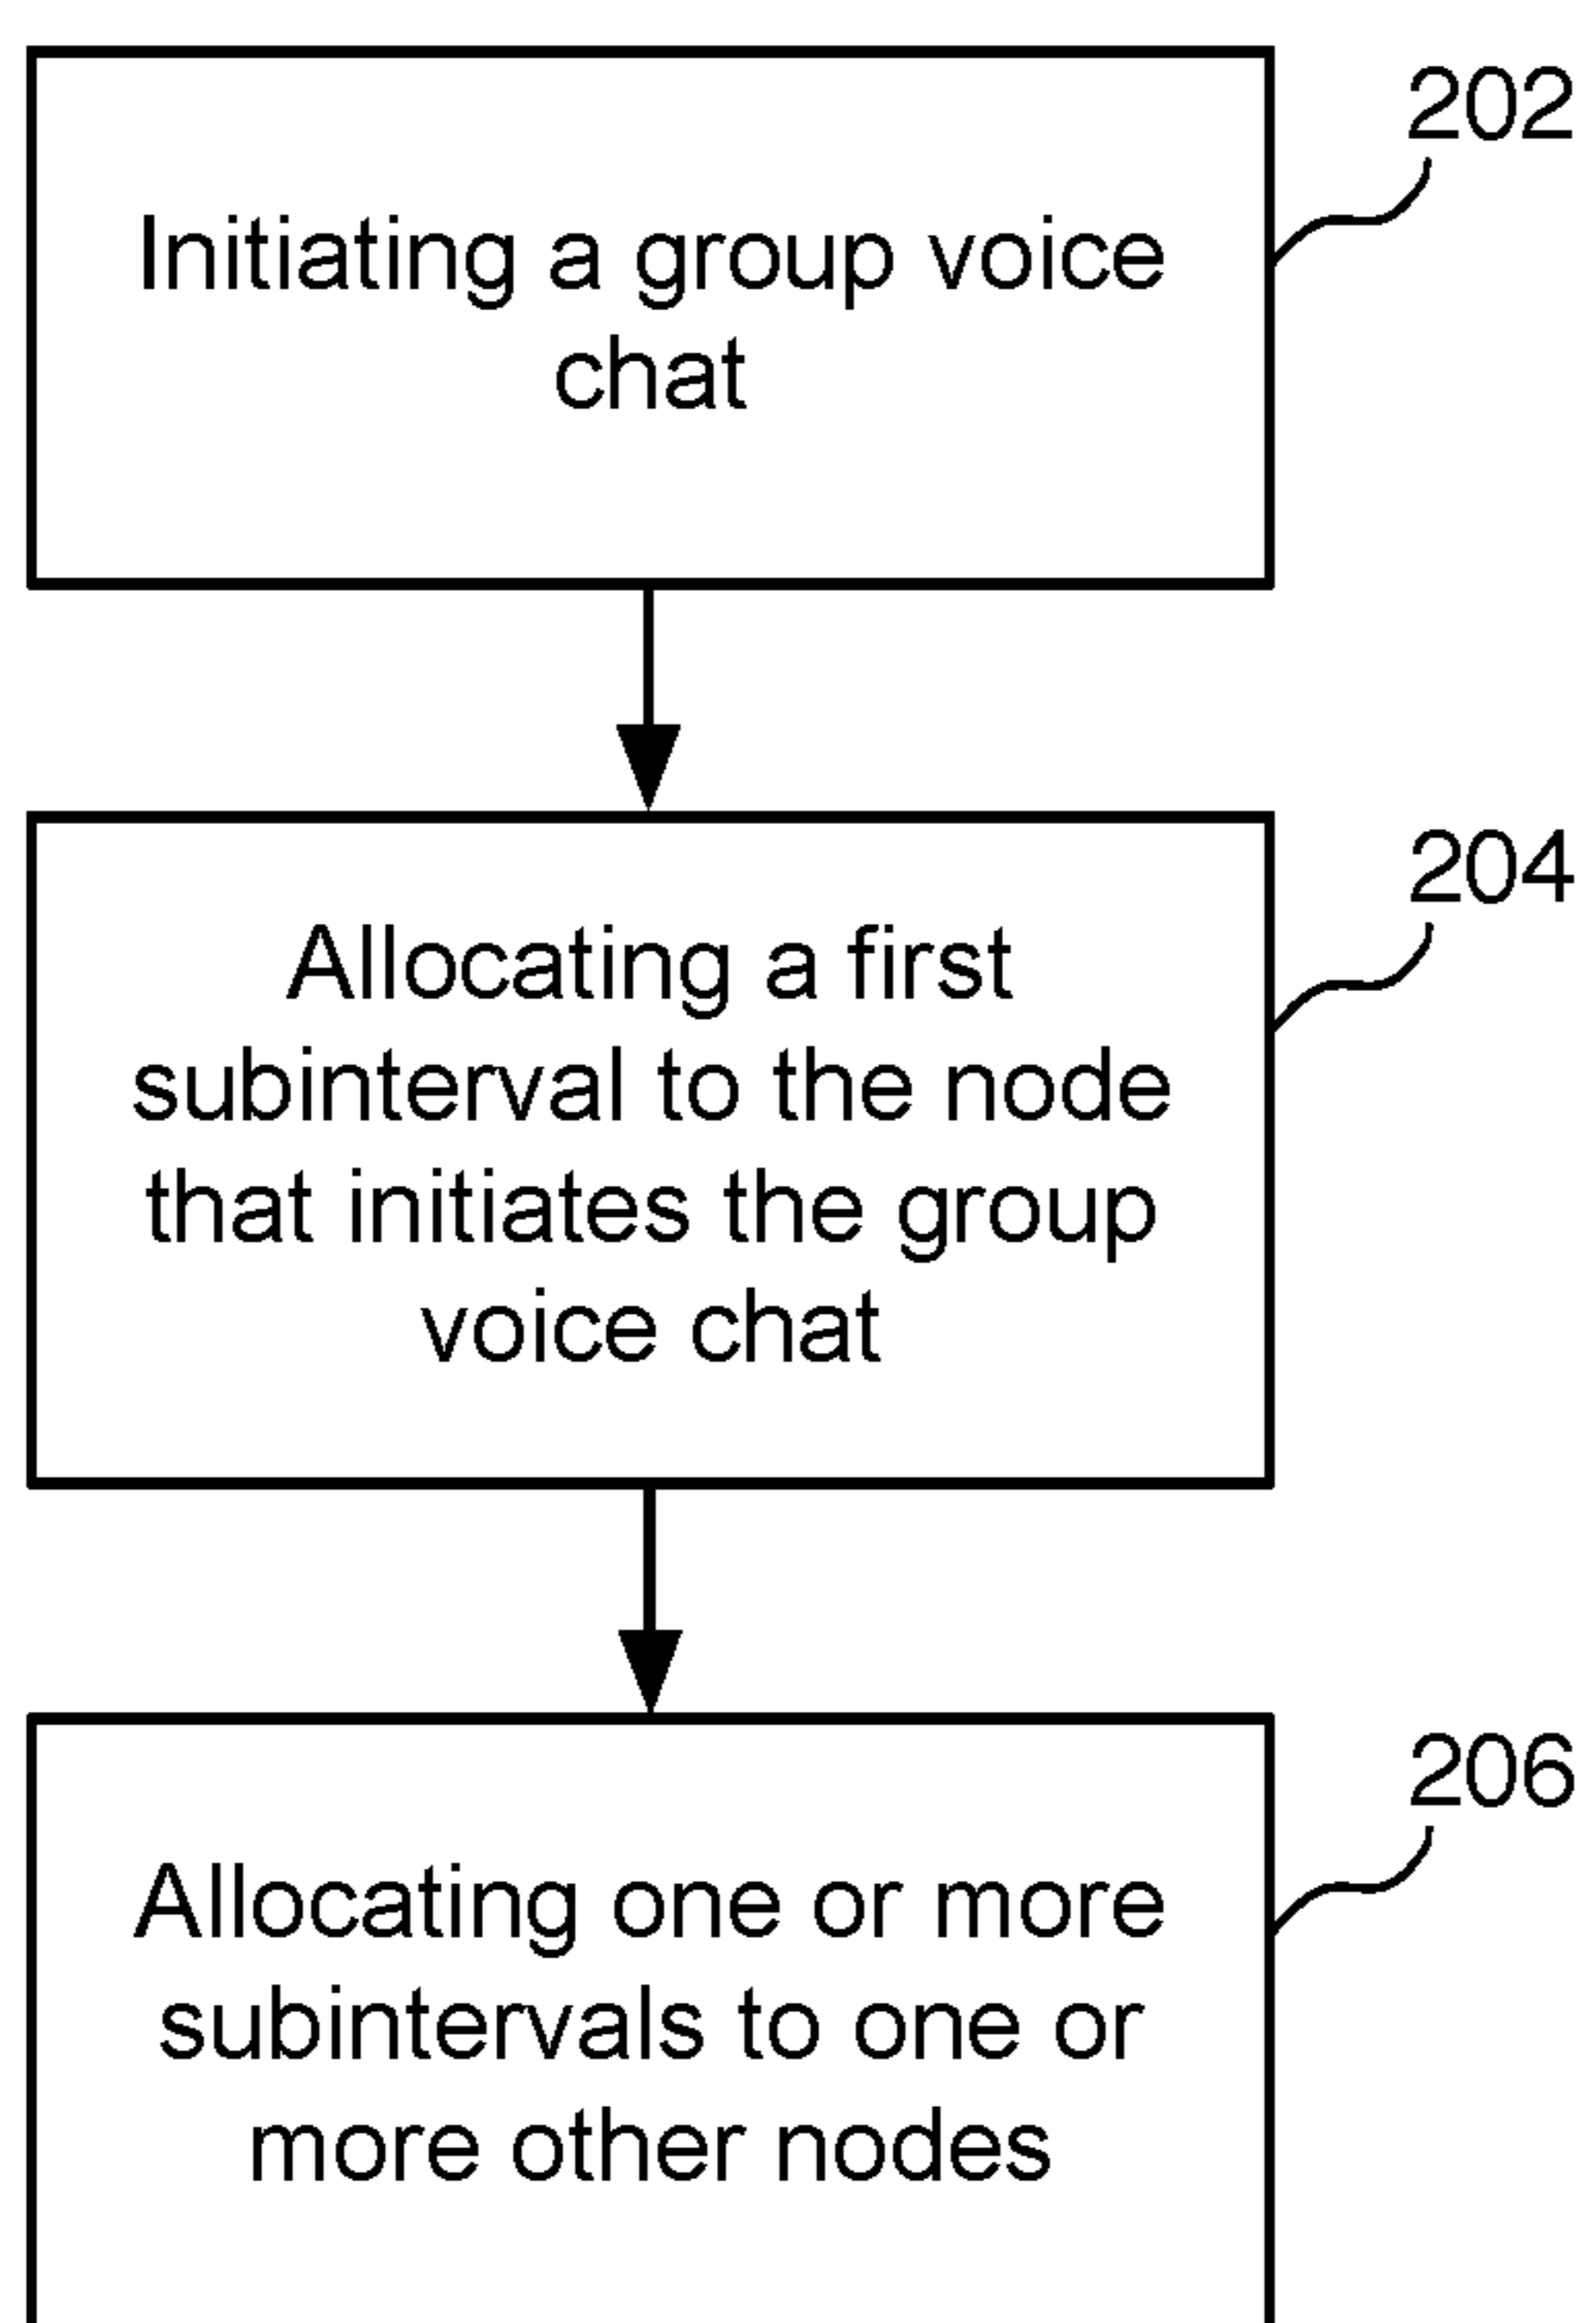 202
Initiating a group voice
chat
204
Allocating a first
subinterval to the node
that initiates the group
voice chat
206
Allocating one or more
subintervals to one or
more other nodes